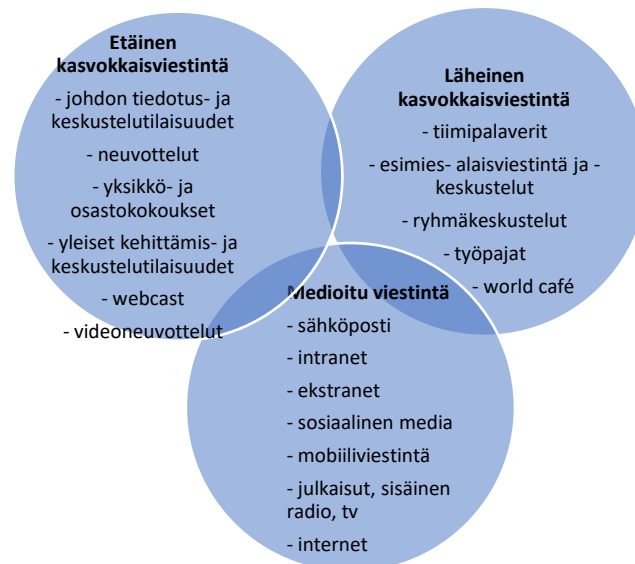 Etäinen
kasvokkaisviestintä
- johdon tiedotus- ja
keskustelutilaisuudet
- neuvottelut
- yksikkö- ja
osastokokoukset
- yleiset kehittämis- ja
keskustelutilaisuudet
- webcast
- videoneuvottelut
Läheinen
kasvokkaisviestintä
- tiimipalaverit
- esimies- alaisviestintä ja -
keskustelut
- ryhmäkeskustelut
- työpajat
- world café
Medioitu viestintä
- sähköposti
- intranet
- ekstranet
- sosiaalinen media
- mobiiliviestintä
- julkaisut, sisäinen
radio, tv
- internet